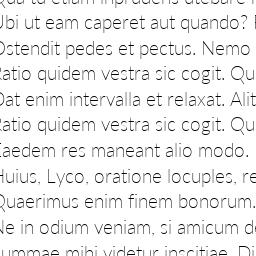 Ubi ut eam caperet aut quando?
Ostendit pedes et pectus. Nemo
Ratio quidem vestra sic cogit. Qu
Dat enim intervalla et relaxat. Alit
Ratio quidem vestra sic cogit. Qu
Eaedem res maneant alio modo.
Huius, Lyco, oratione locuples, re
Quaerimus enim finem bonorum.
Ne in odium veniam, si amicum de